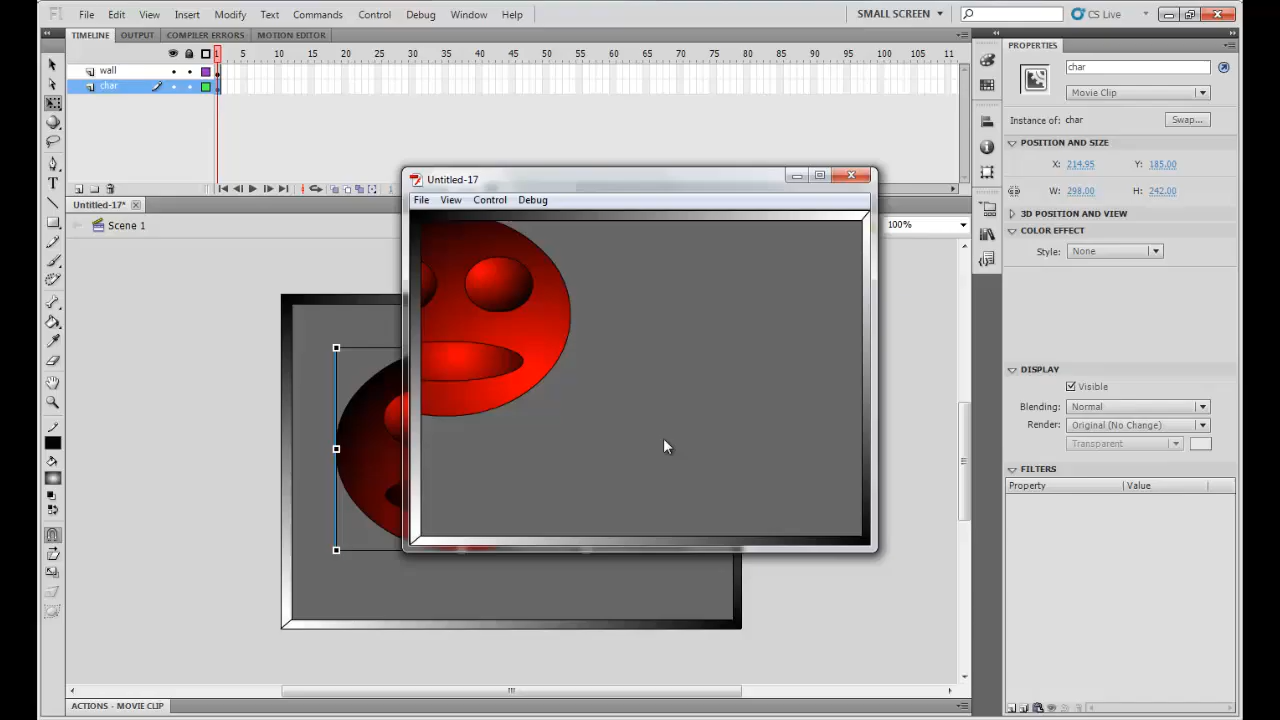 Fl File Edit View Insert Modify Text Commands Control Debug Window Help SMALL SCREEN CS Live
TIMELINE OUTPUT COMPILER ERRORS MOTION EDITOR
1 5 10 15 20 25 30 35 40 45 50 55 60 65 70 75 80 85 90 95 100 105 11
wall
char
Untitled-17*
Scene 1
100%
Untitled-17
File View Control Debug
PROPERTIES
char
Movie Clip
Instance of: char Swap...
POSITION AND SIZE
X: 214.95 Y: 185.00
W: 298.00 H: 242.00
3D POSITION AND VIEW
COLOR EFFECT
Style: None
DISPLAY
Visible
Blending: Normal
Render: Original (No Change)
Transparent
FILTERS
Property Value
ACTIONS - MOVIE CLIP